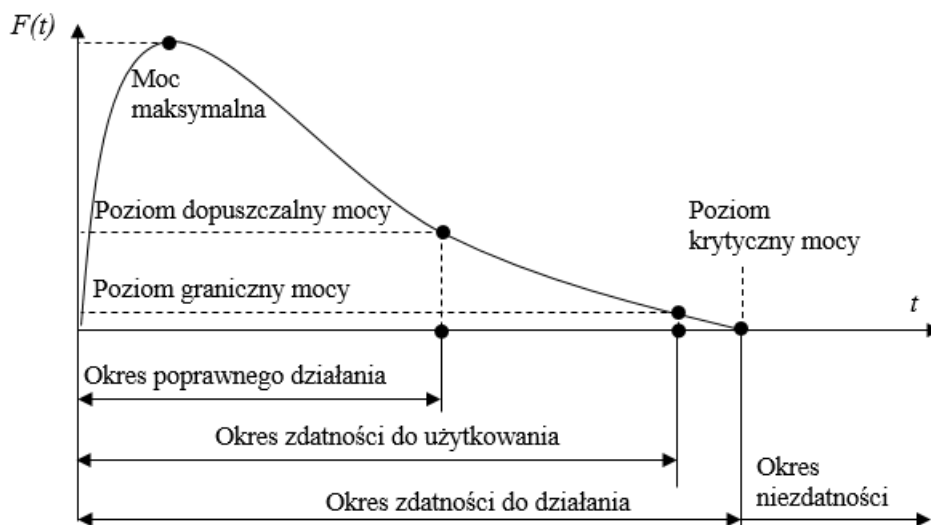 F(t)
Moc
maksymalna
Poziom dopuszczalny mocy
Poziom
krytyczny mocy
Poziom graniczny mocy
t
Okres poprawnego działania
Okres zdatności do użytkowania
Okres
niezdatności
Okres zdatności do działania